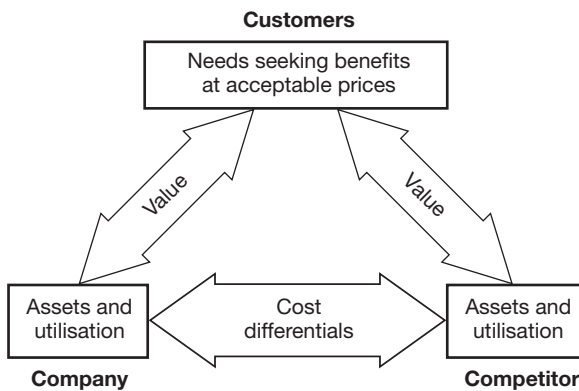 Customers
Needs seeking benefits
at acceptable prices
Value
Value
Assets and
utilisation
Cost
differentials
Assets and
utilisation
Company
Competitor